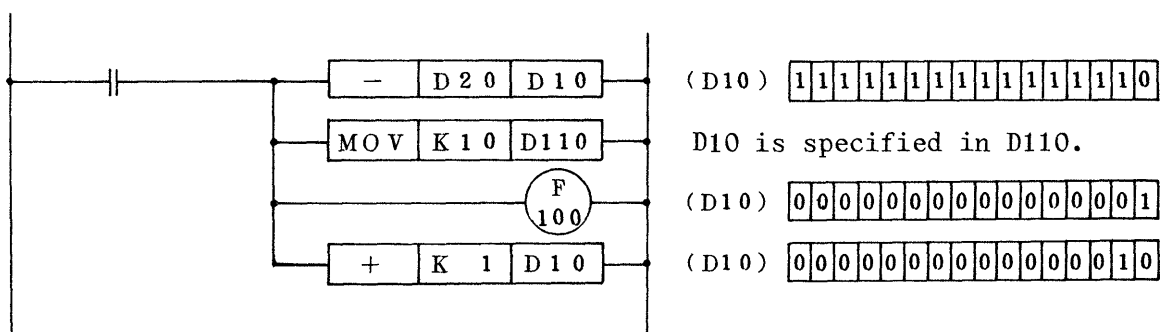 − D20 D10 (D10) 1111111111111110
MOV K10 D110 D10 is specified in D110.
F 100 (D10) 0000000000000001
+ K 1 D10 (D10) 0000000000000010